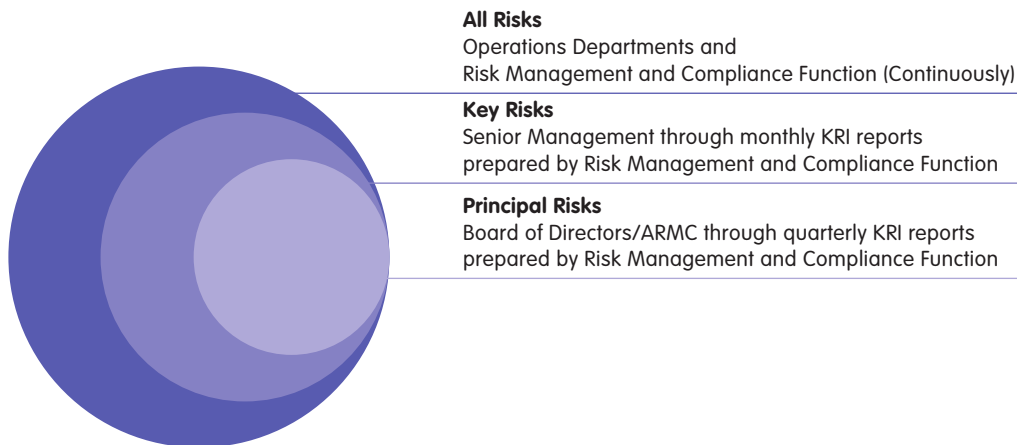 All Risks
Operations Departments and
Risk Management and Compliance Function (Continuously)
Key Risks
Senior Management through monthly KRI reports
prepared by Risk Management and Compliance Function
Principal Risks
Board of Directors/ARMC through quarterly KRI reports
prepared by Risk Management and Compliance Function